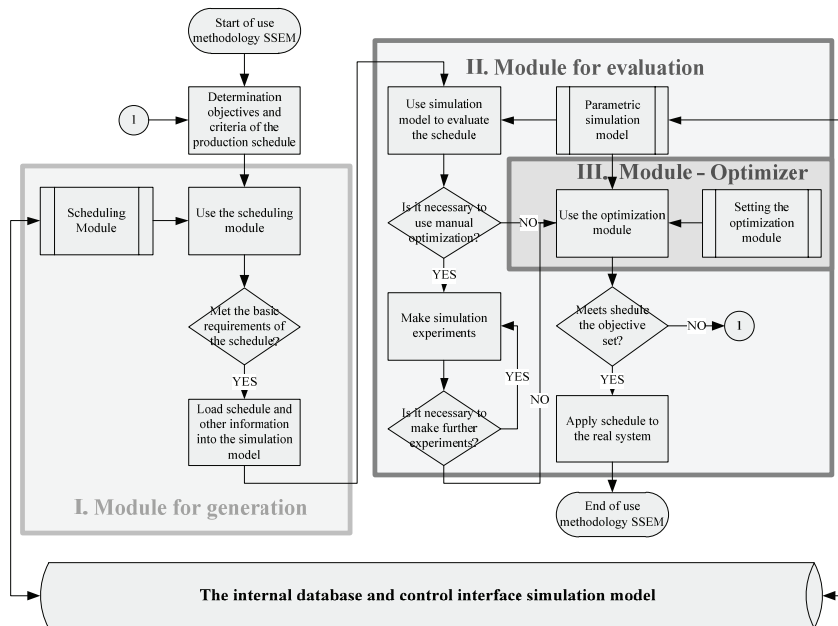 Start of use
methodology SSEM
Determination
objectives and
criteria of the
production schedule
1
Scheduling
Module
Use the scheduling
module
Met the basic
requirements of
the schedule?
YES
Load schedule and
other information
into the simulation
model
I. Module for generation
II. Module for evaluation
Use simulation
model to evaluate
the schedule
Parametric
simulation
model
III. Module - Optimizer
Is it necessary to
use manual
optimization?
NO
Use the optimization
module
Setting the
optimization
module
YES
Make simulation
experiments
Meets shedule
the objective
set?
NO
1
YES
YES
NO
Is it necessary to
make further
experiments?
Apply schedule to
the real system
End of use
methodology SSEM
The internal database and control interface simulation model